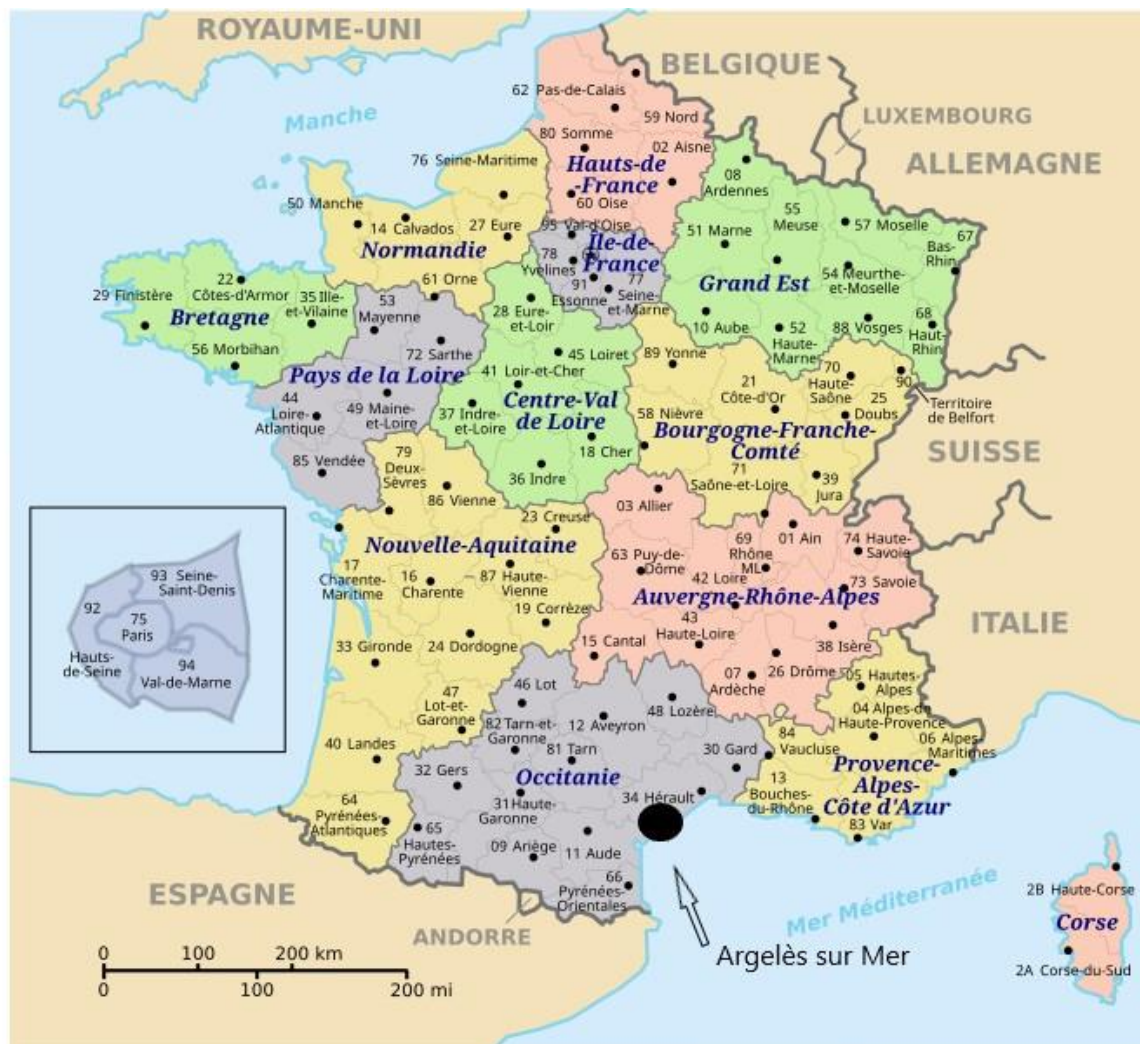 ROYAUME-UNI
BELGIQUE
LUXEMBOURG
ALLEMAGNE
Manche
62 Pas-de-Calais
59 Nord
80 Somme
02 Aisne
Hauts-de
-France
60 Oise
76 Seine-Maritime
50 Manche
14 Calvados
27 Eure
Normandie
61 Orne
95 Val-d'Oise
Île-de-
France
78
Yvelines
91
Essonne
77
Seine-
et-Marne
08
Ardennes
51 Marne
55
Meuse
57 Moselle
67
Bas-
Rhin
54 Meurthe-
et-Moselle
Grand Est
10 Aube
52
Haute-
Marne
88 Vosges
68
Haut-
Rhin
22
Côtes-d'Armor
29 Finistère
35 Ille-
et-Vilaine
Bretagne
56 Morbihan
53
Mayenne
72 Sarthe
Pays de la Loire
44
Loire-
Atlantique
49 Maine-
et-Loire
85 Vendée
28 Eure-
et-Loir
45 Loiret
41 Loir-et-Cher
Centre-Val
de Loire
37 Indre-
et-Loire
18 Cher
36 Indre
89 Yonne
21
Côte-d'Or
70
Haute-
Saône
25
Doubs
90
Territoire
de Belfort
58 Nièvre
Bourgogne-Franche-
Comté
71
Saône-et-Loire
39
Jura
SUISSE
79
Deux-
Sèvres
86 Vienne
23 Creuse
Nouvelle-Aquitaine
17
Charente-
Maritime
16
Charente
87 Haute-
Vienne
19 Corrèze
33 Gironde
24 Dordogne
47
Lot-et-
Garonne
40 Landes
64
Pyrénées-
Atlantiques
03 Allier
01 Ain
74 Haute-
Savoie
63 Puy-de-
Dôme
69
Rhône
ML
42 Loire
73 Savoie
Auvergne-Rhône-Alpes
43
Haute-Loire
15 Cantal
38 Isère
07
Ardèche
26 Drôme
ITALIE
93 Seine-
Saint-Denis
92
75
Paris
Hauts-
de-Seine
94
Val-de-Marne
46 Lot
82 Tarn-et-
Garonne
12 Aveyron
48 Lozère
81 Tarn
30 Gard
32 Gers
Occitanie
31 Haute-
Garonne
34 Hérault
65
Hautes-
Pyrénées
09 Ariège
11 Aude
66
Pyrénées-
Orientales
05 Hautes-
Alpes
04 Alpes-de
Haute-Provence
06 Alpes-
Maritimes
84
Vaucluse
13
Bouches-
du-Rhône
Provence-
Alpes-
Côte d'Azur
83 Var
ESPAGNE
ANDORRE
Mer Méditerranée
2B Haute-Corse
Corse
2A Corse-du-Sud
Argelès sur Mer
0 100 200 km
0 100 200 mi